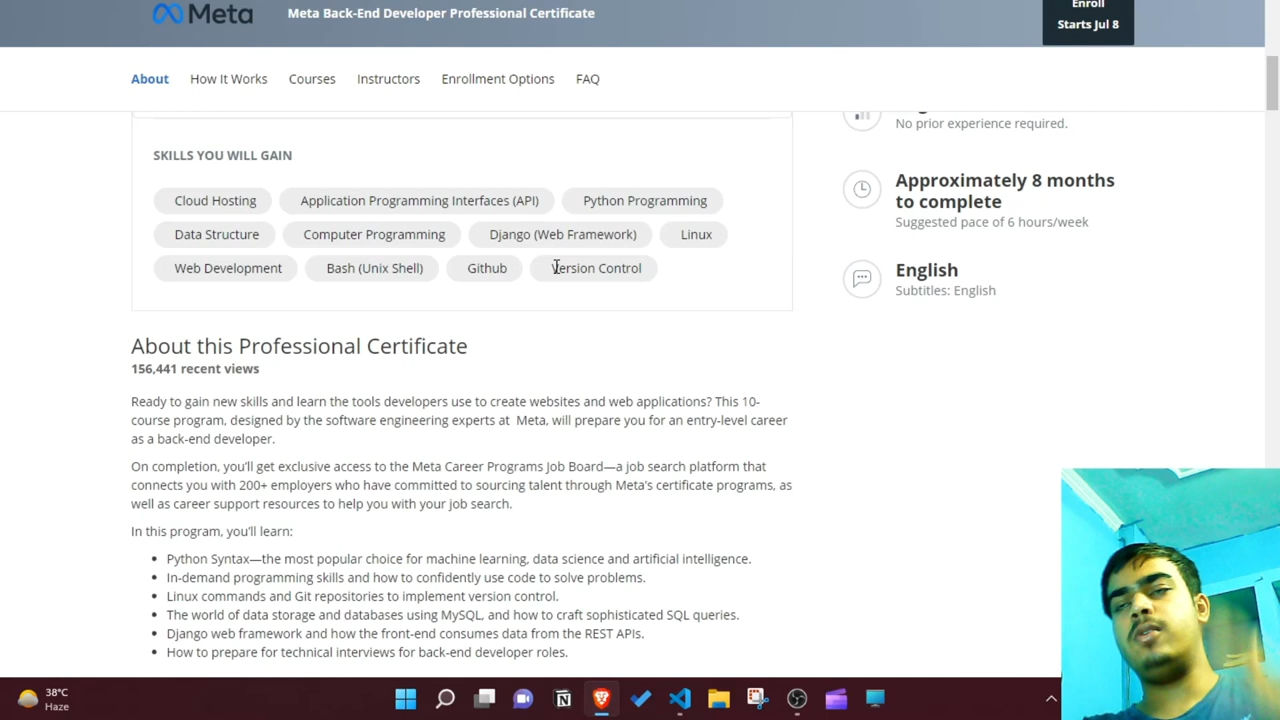 Meta
Meta Back-End Developer Professional Certificate
Enroll
Starts Jul 8
About How It Works Courses Instructors Enrollment Options FAQ
No prior experience required.
SKILLS YOU WILL GAIN
Cloud Hosting Application Programming Interfaces (API) Python Programming
Data Structure Computer Programming Django (Web Framework) Linux
Web Development Bash (Unix Shell) Github Version Control
Approximately 8 months
to complete
Suggested pace of 6 hours/week
English
Subtitles: English
About this Professional Certificate
156,441 recent views
Ready to gain new skills and learn the tools developers use to create websites and web applications? This 10-
course program, designed by the software engineering experts at Meta, will prepare you for an entry-level career
as a back-end developer.
On completion, you'll get exclusive access to the Meta Career Programs Job Board—a job search platform that
connects you with 200+ employers who have committed to sourcing talent through Meta's certificate programs, as
well as career support resources to help you with your job search.
In this program, you'll learn:
• Python Syntax—the most popular choice for machine learning, data science and artificial intelligence.
• In-demand programming skills and how to confidently use code to solve problems.
• Linux commands and Git repositories to implement version control.
• The world of data storage and databases using MySQL, and how to craft sophisticated SQL queries.
• Django web framework and how the front-end consumes data from the REST APIs.
• How to prepare for technical interviews for back-end developer roles.
38°C
Haze